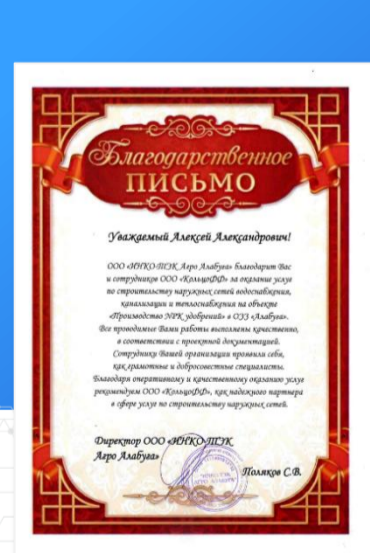 Благодарственное
ПИСЬМО
Уважаемый Алексей Александрович!
ООО «ИНКО-ТЭК Агро Алабуга» благодарит Вас
и сотрудников ООО «КольцоФФ» за оказание услуг
по строительству наружных сетей водоснабжения,
канализации и теплоснабжения на объекте
«Производство NPK удобрений» в ОЭЗ «Алабуга».
Все проводимые Вами работы выполнены качественно,
в соответствии с проектной документацией.
Сотрудники Вашей организации проявили себя,
как грамотные и добросовестные специалисты.
Благодаря оперативному и качественному оказанию услуг
рекомендуем ООО «КольцоФФ», как надежного партнера
в сфере услуг по строительству наружных сетей.
Директор ООО «ИНКО-ТЭК
Агро Алабуга»
Поляков С.В.